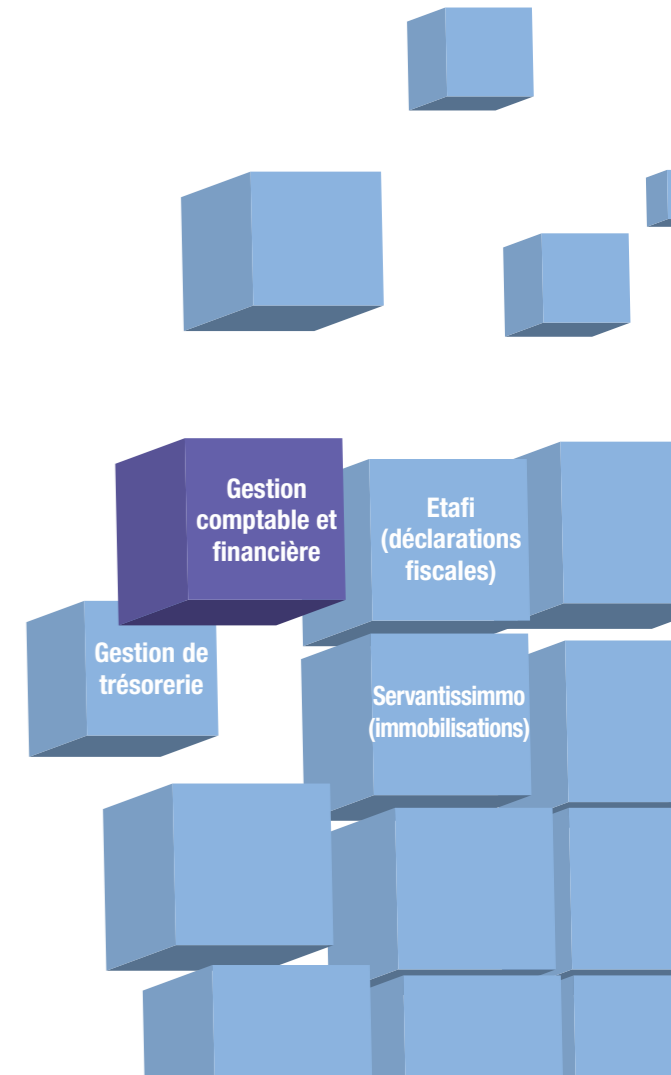 Gestion
comptable et
financière
Etafi
(déclarations
fiscales)
Gestion de
trésorerie
Servantissimmo
(immobilisations)